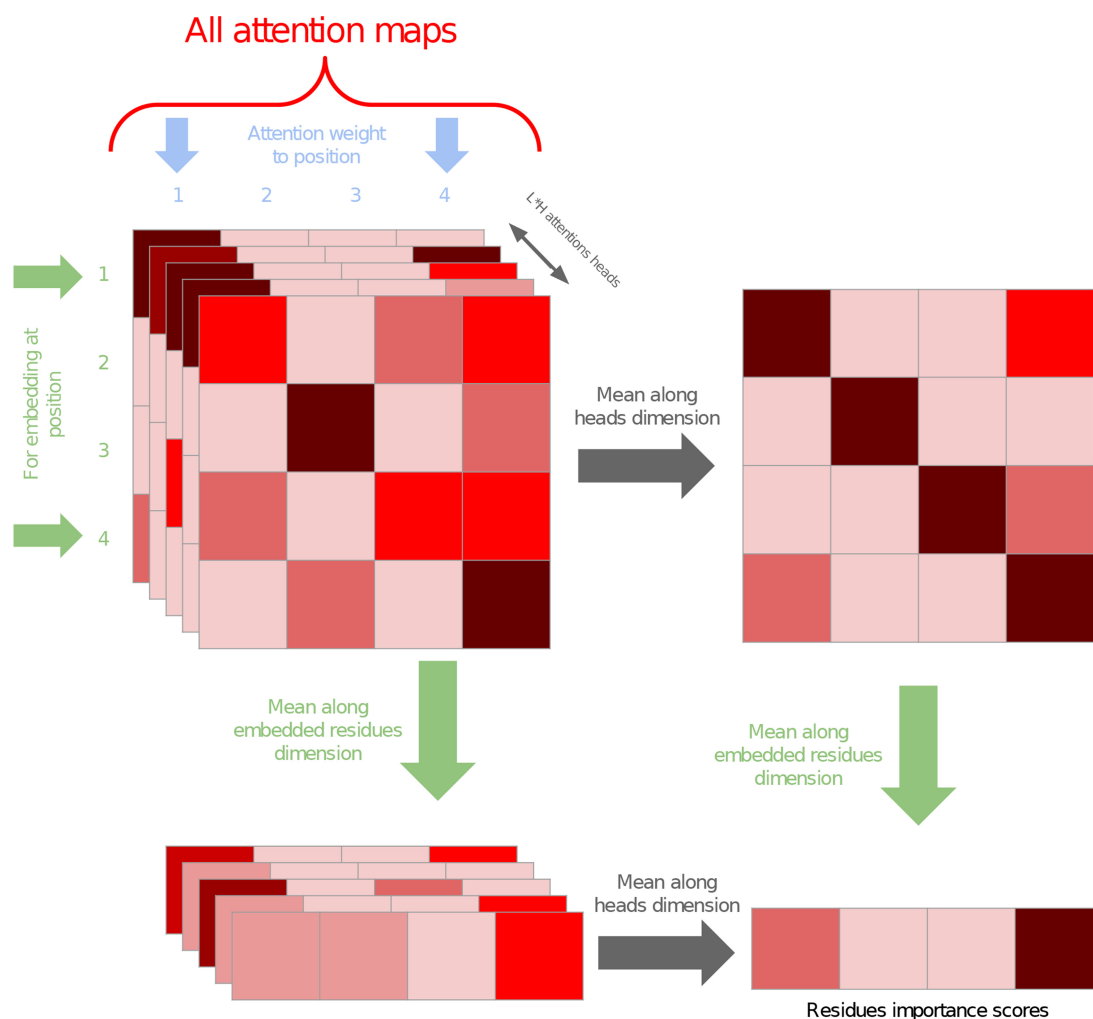 All attention maps
Attention weight
to position
1 2 3 4
L*H attentions heads
For embedding at
position
1
2
3
4
Mean along
heads dimension
Mean along
embedded residues
dimension
Mean along
embedded residues
dimension
Mean along
heads dimension
Residues importance scores